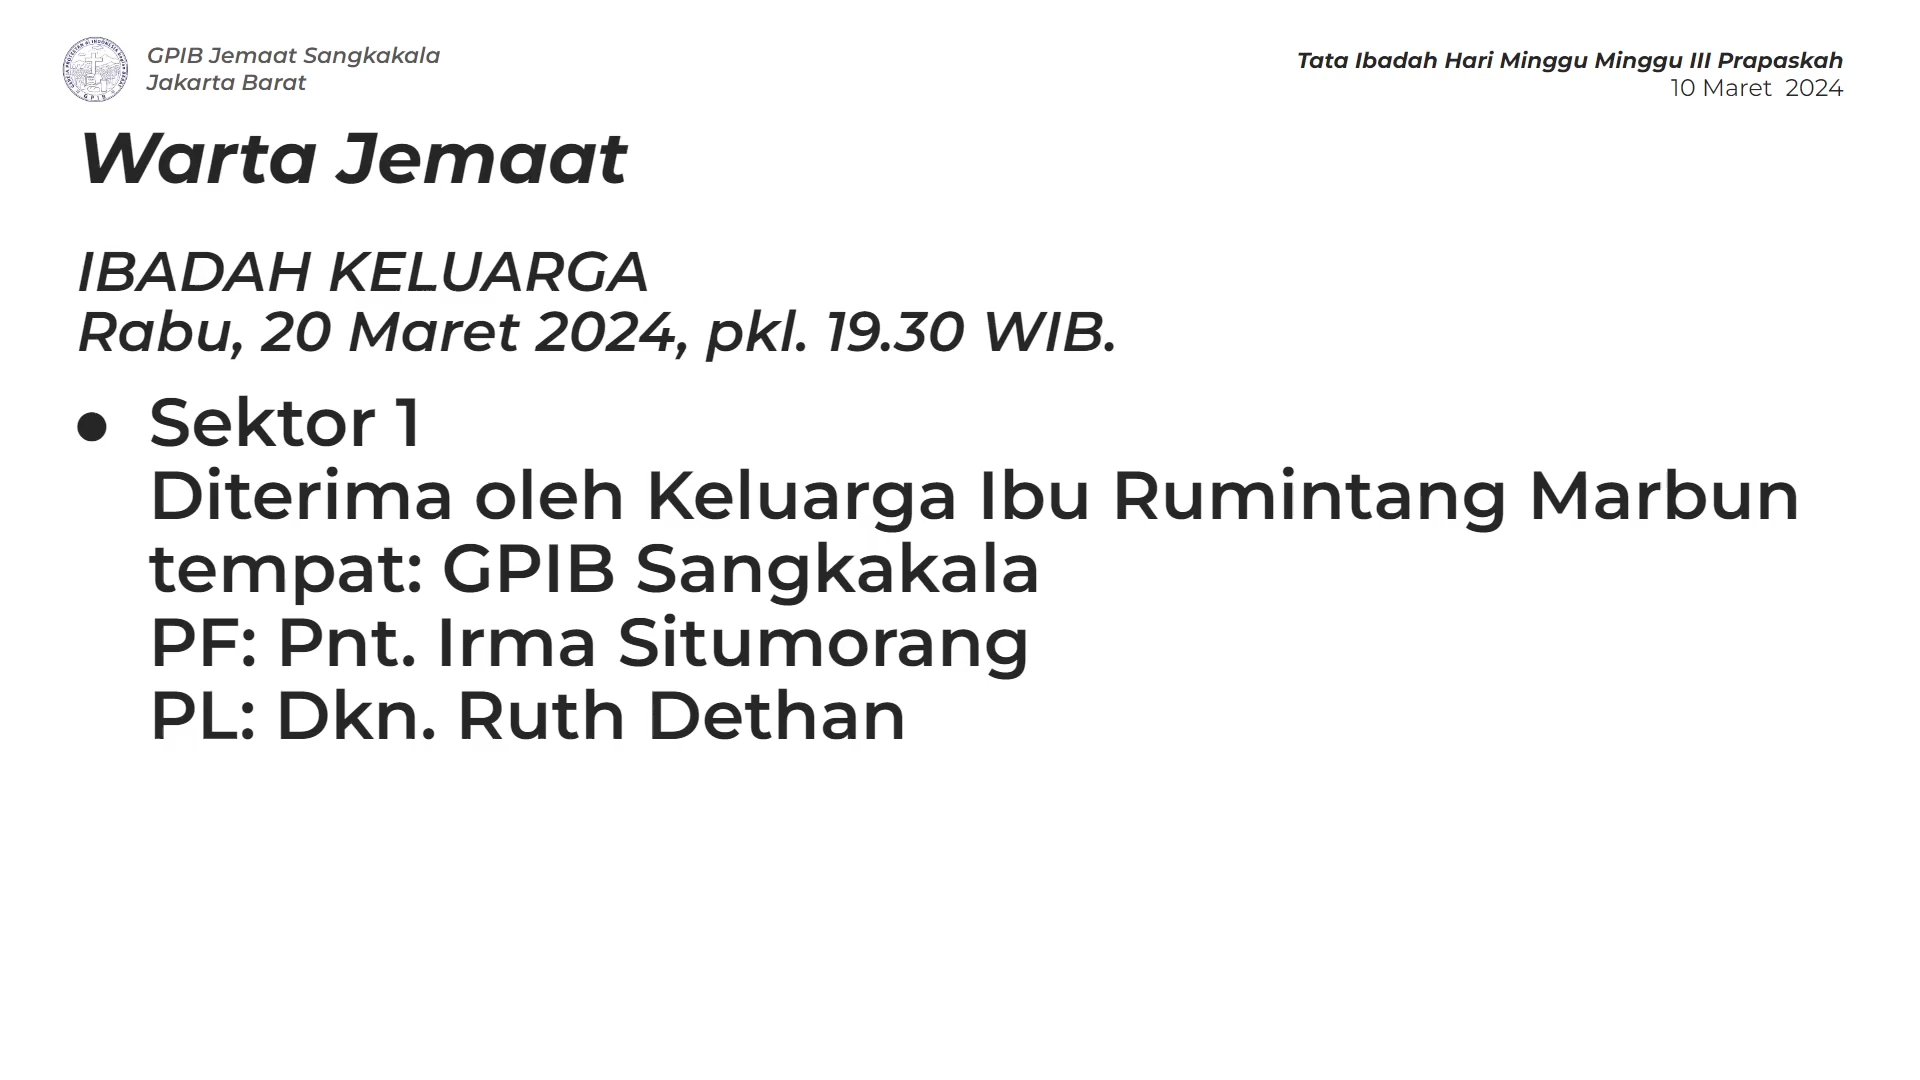 GPIB Jemaat Sangkakala
Jakarta Barat
Tata Ibadah Hari Minggu Minggu III Prapaskah
10 Maret 2024
Warta Jemaat
IBADAH KELUARGA
Rabu, 20 Maret 2024, pkl. 19.30 WIB.
● Sektor 1
Diterima oleh Keluarga Ibu Rumintang Marbun
tempat: GPIB Sangkakala
PF: Pnt. Irma Situmorang
PL: Dkn. Ruth Dethan